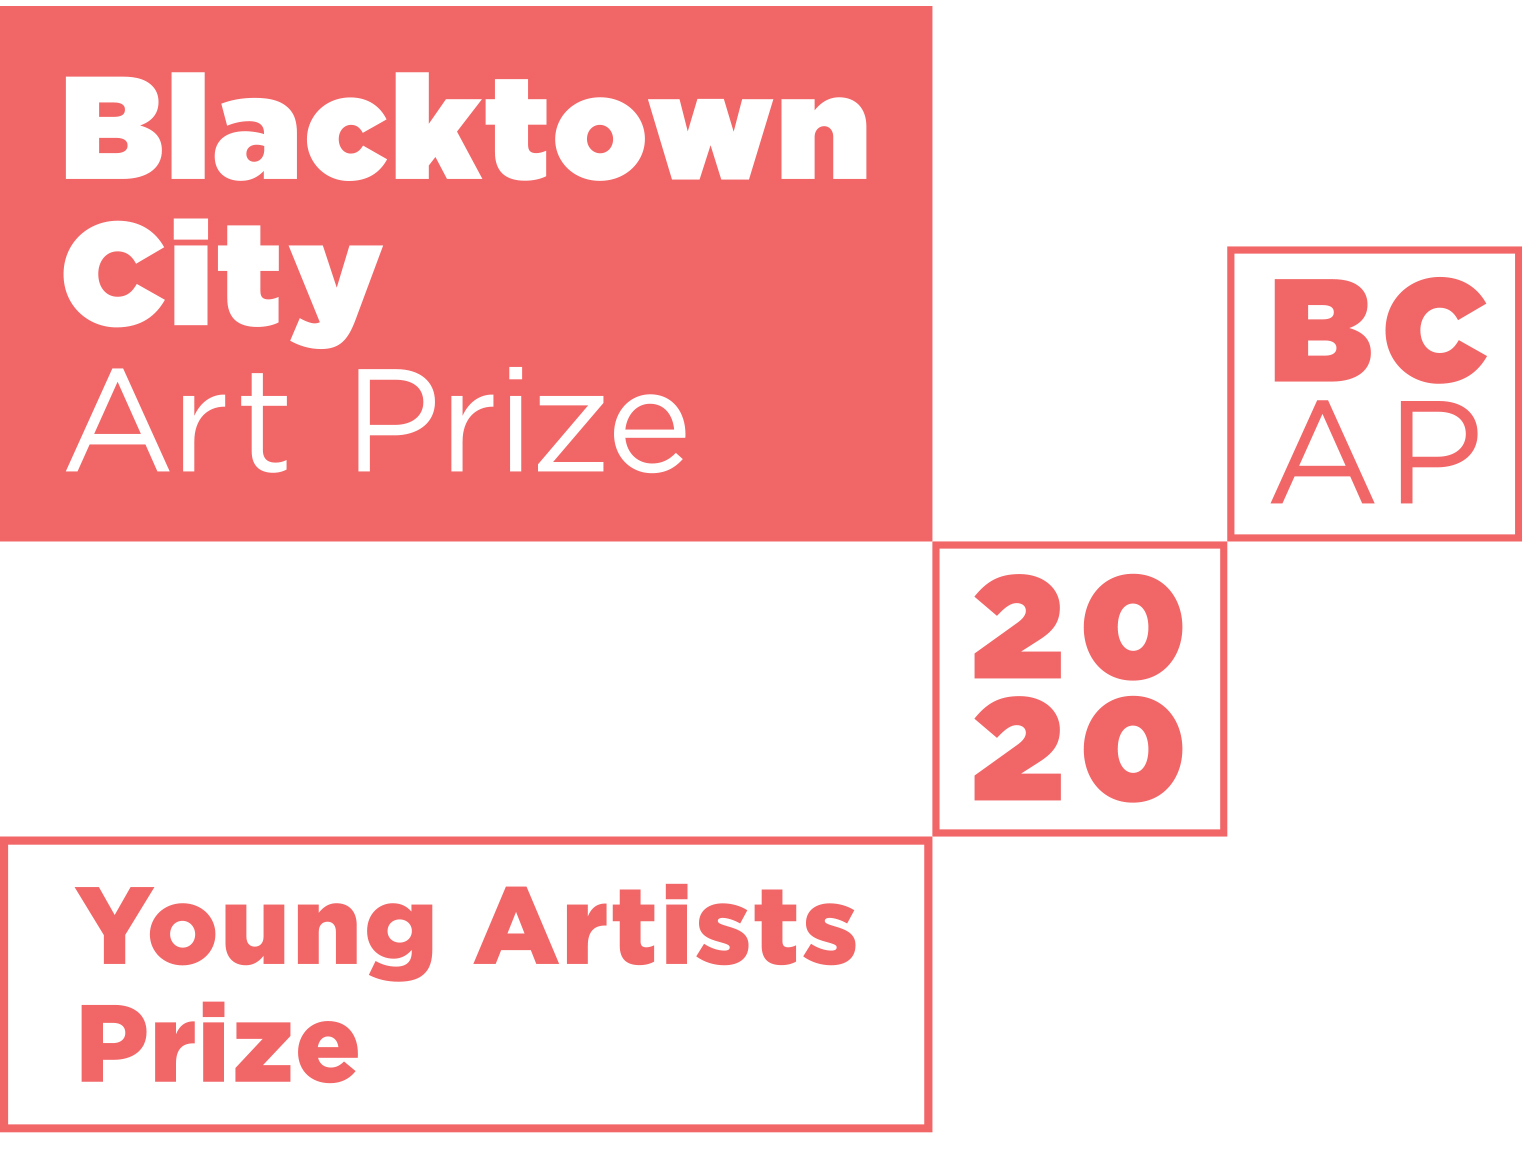 Blacktown
City
Art Prize
BC
AP
20
20
Young Artists
Prize